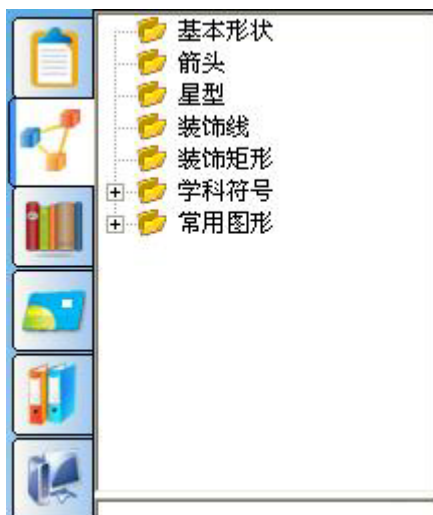 基本形状
箭头
星型
装饰线
装饰矩形
学科符号
常用图形